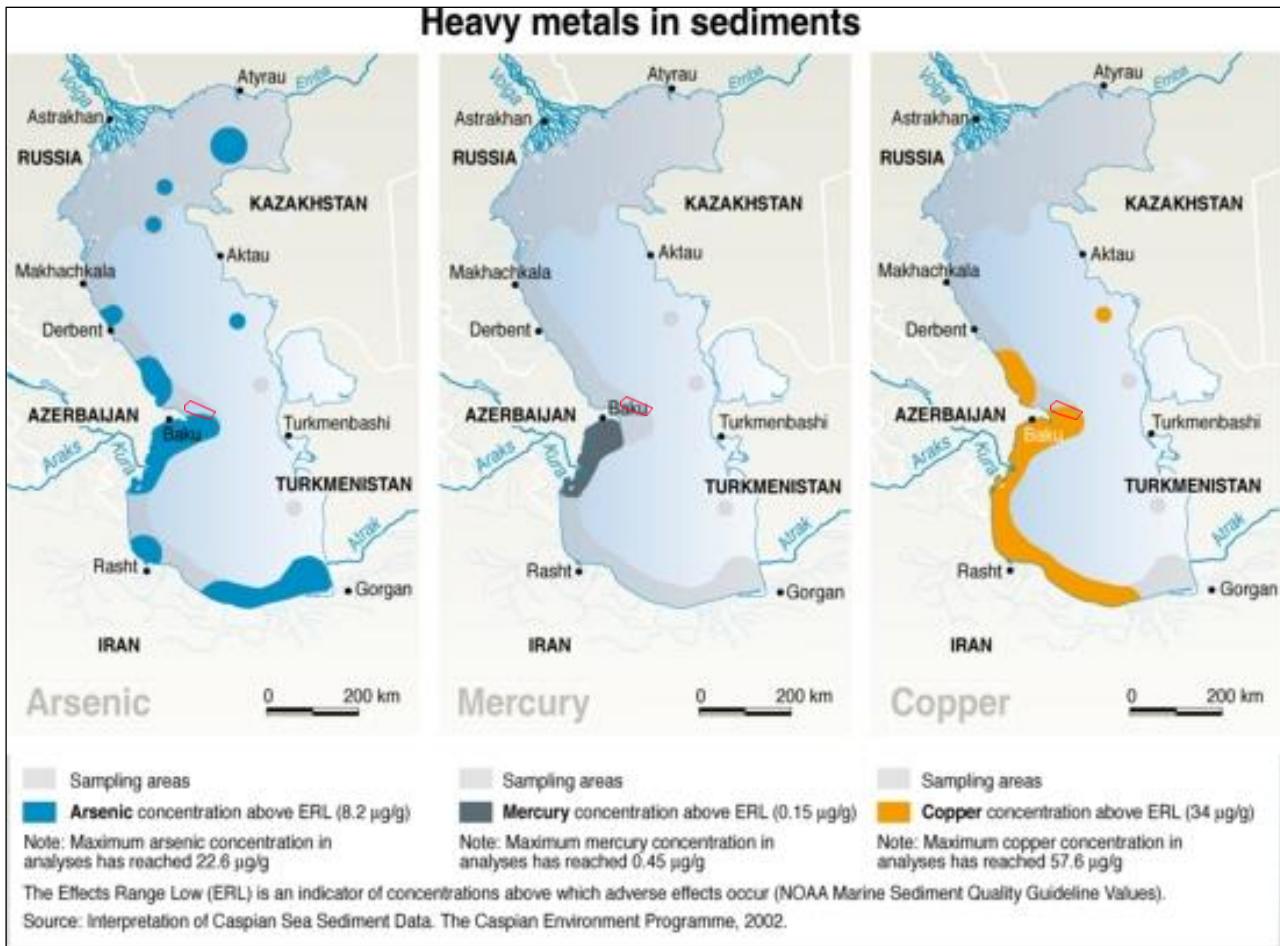 Heavy metals in sediments
Volga
Atyrau
Emba
Astrakhan
RUSSIA
KAZAKHSTAN
Aktau
Makhachkala
Derbent
AZERBAIJAN
Baku
Turkmenbashi
Araks
Kura
TURKMENISTAN
Atrak
Rasht
Gorgan
IRAN
Arsenic
0 200 km
Volga
Atyrau
Emba
Astrakhan
RUSSIA
KAZAKHSTAN
Aktau
Makhachkala
Derbent
AZERBAIJAN
Baku
Turkmenbashi
Araks
Kura
TURKMENISTAN
Atrak
Rasht
Gorgan
IRAN
Mercury
0 200 km
Volga
Atyrau
Emba
Astrakhan
RUSSIA
KAZAKHSTAN
Aktau
Makhachkala
Derbent
AZERBAIJAN
Baku
Turkmenbashi
Araks
Kura
TURKMENISTAN
Atrak
Rasht
Gorgan
IRAN
Copper
0 200 km
Sampling areas
Arsenic concentration above ERL (8.2 µg/g)
Note: Maximum arsenic concentration in
analyses has reached 22.6 µg/g
Sampling areas
Mercury concentration above ERL (0.15 µg/g)
Note: Maximum mercury concentration in
analyses has reached 0.45 µg/g
Sampling areas
Copper concentration above ERL (34 µg/g)
Note: Maximum copper concentration in
analyses has reached 57.6 µg/g
The Effects Range Low (ERL) is an indicator of concentrations above which adverse effects occur (NOAA Marine Sediment Quality Guideline Values).
Source: Interpretation of Caspian Sea Sediment Data. The Caspian Environment Programme, 2002.